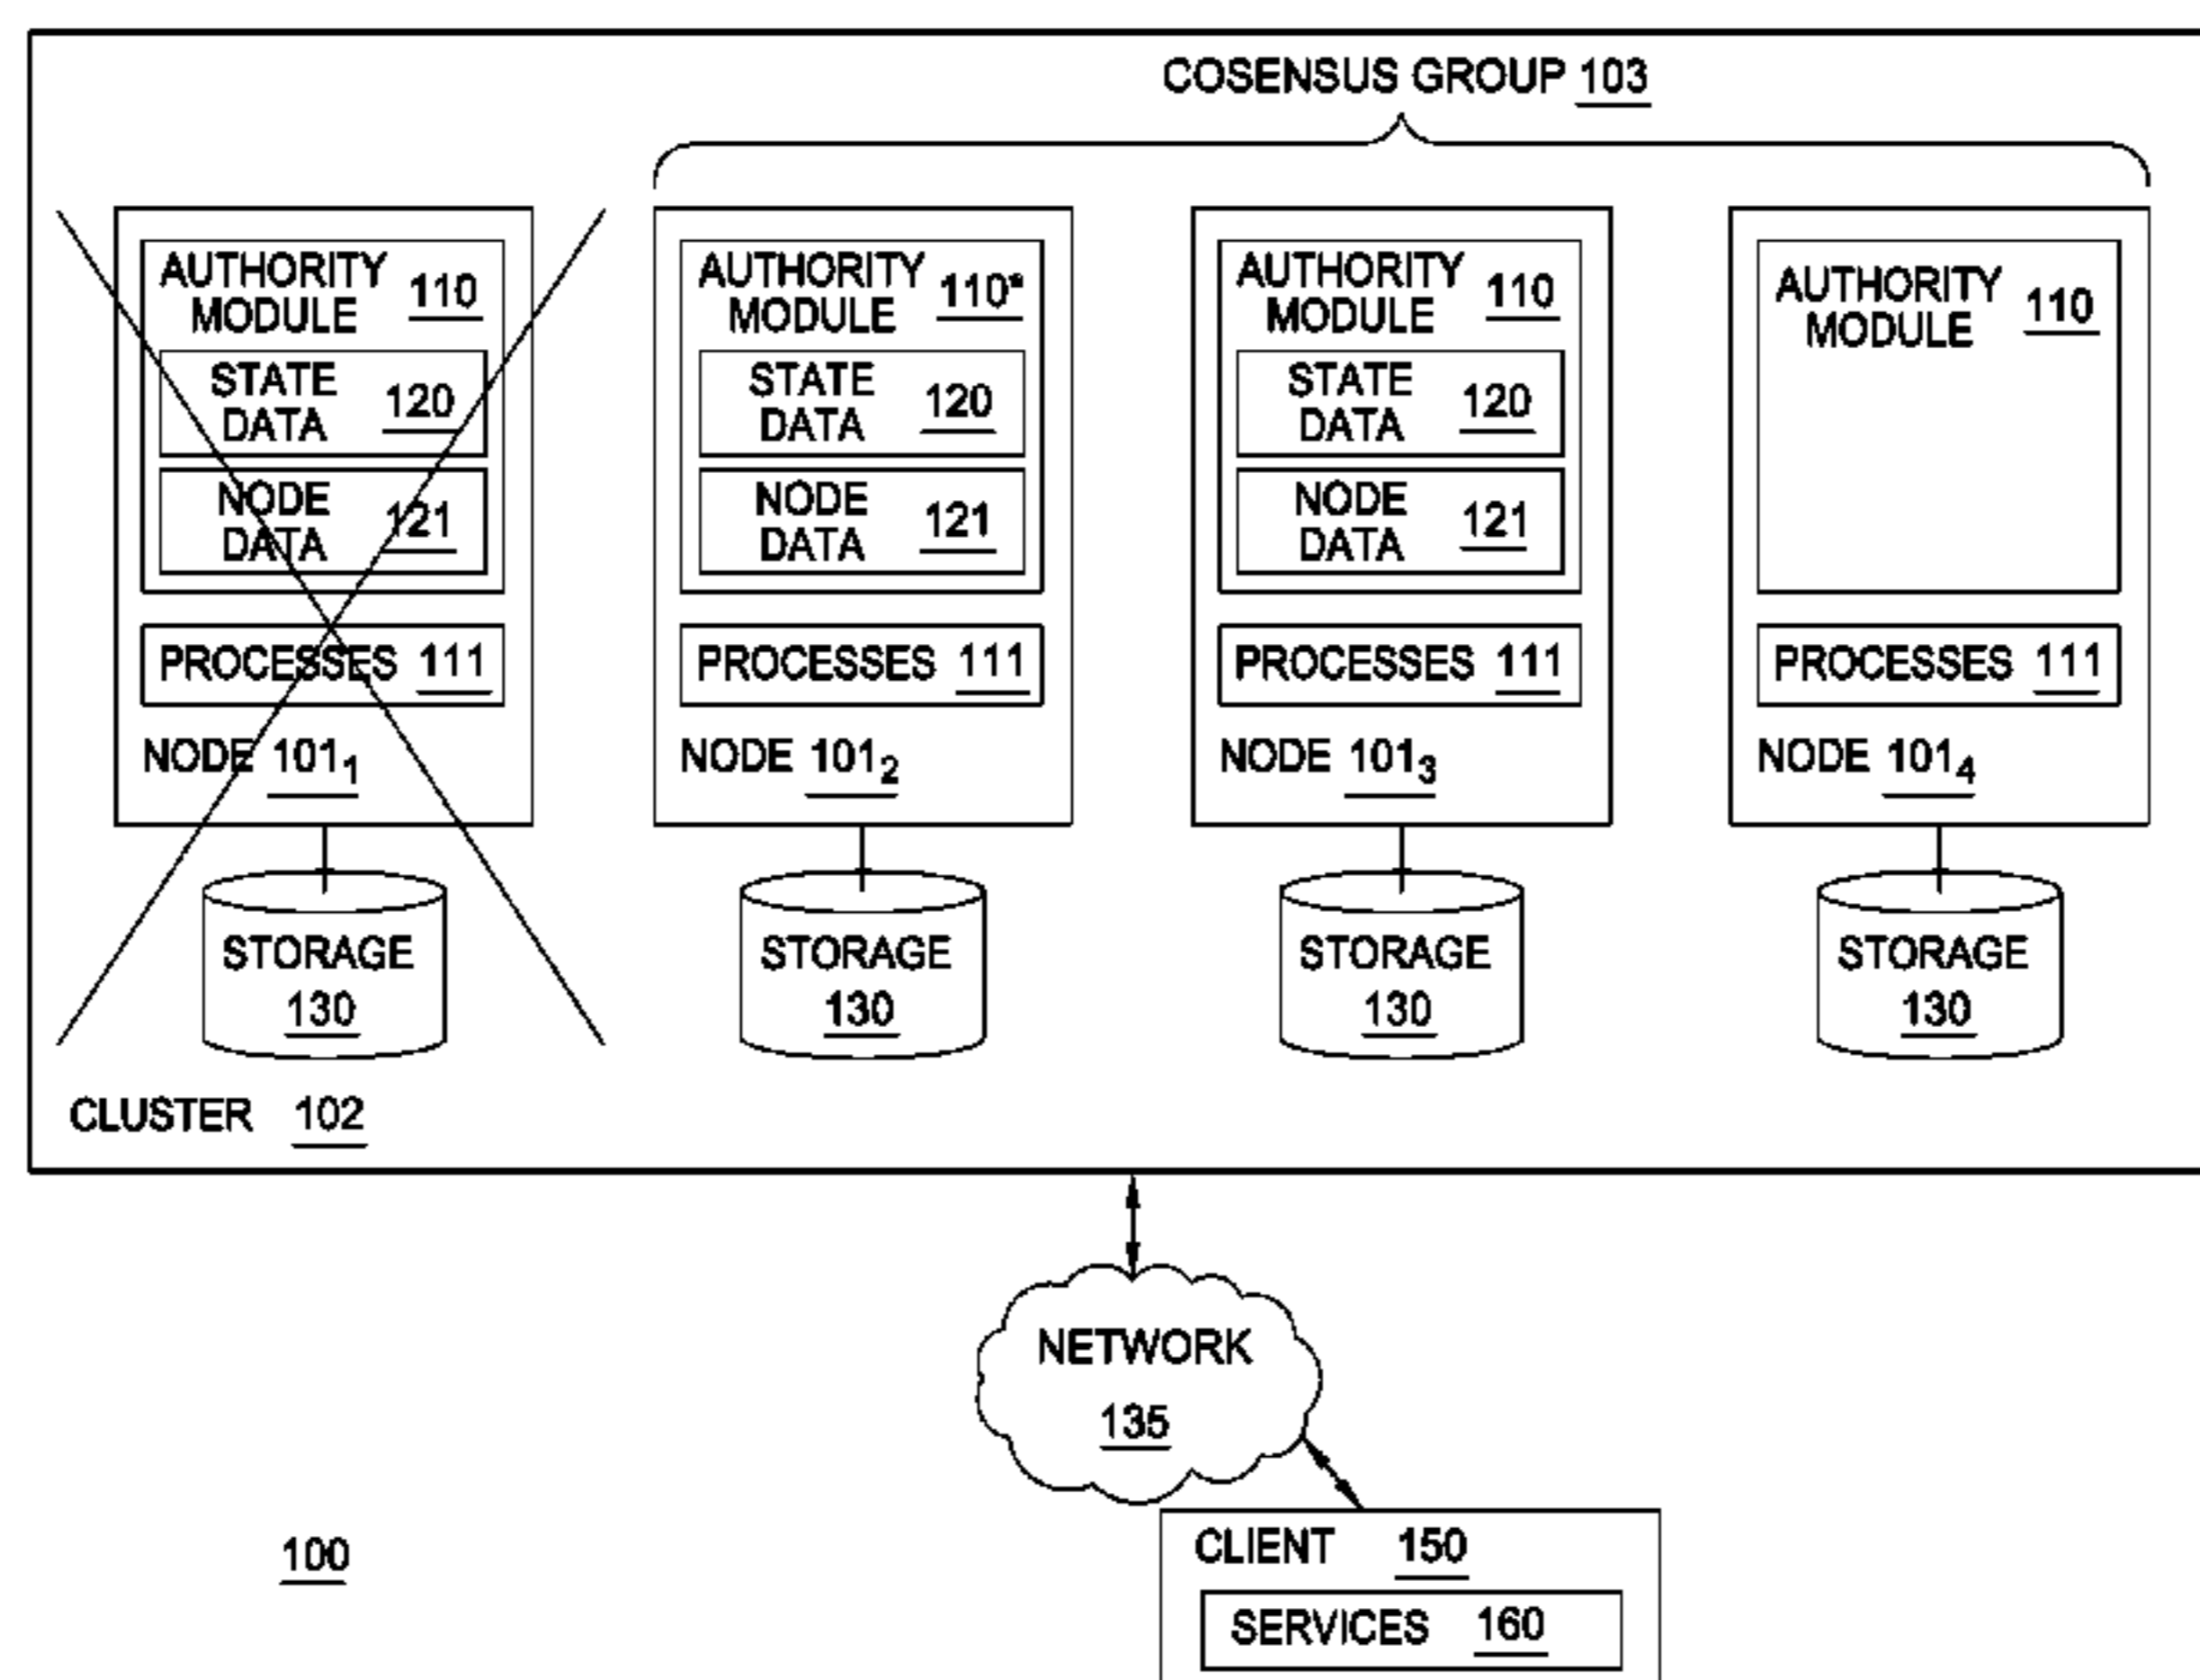 COSENSUS GROUP 103
AUTHORITY
MODULE 110
STATE
DATA 120
NODE
DATA 121
PROCESSES 111
NODE 101₁
STORAGE
130
AUTHORITY
MODULE 110*
STATE
DATA 120
NODE
DATA 121
PROCESSES 111
NODE 101₂
STORAGE
130
AUTHORITY
MODULE 110
STATE
DATA 120
NODE
DATA 121
PROCESSES 111
NODE 101₃
STORAGE
130
AUTHORITY
MODULE 110
PROCESSES 111
NODE 101₄
STORAGE
130
CLUSTER 102
NETWORK
135
100
CLIENT 150
SERVICES 160